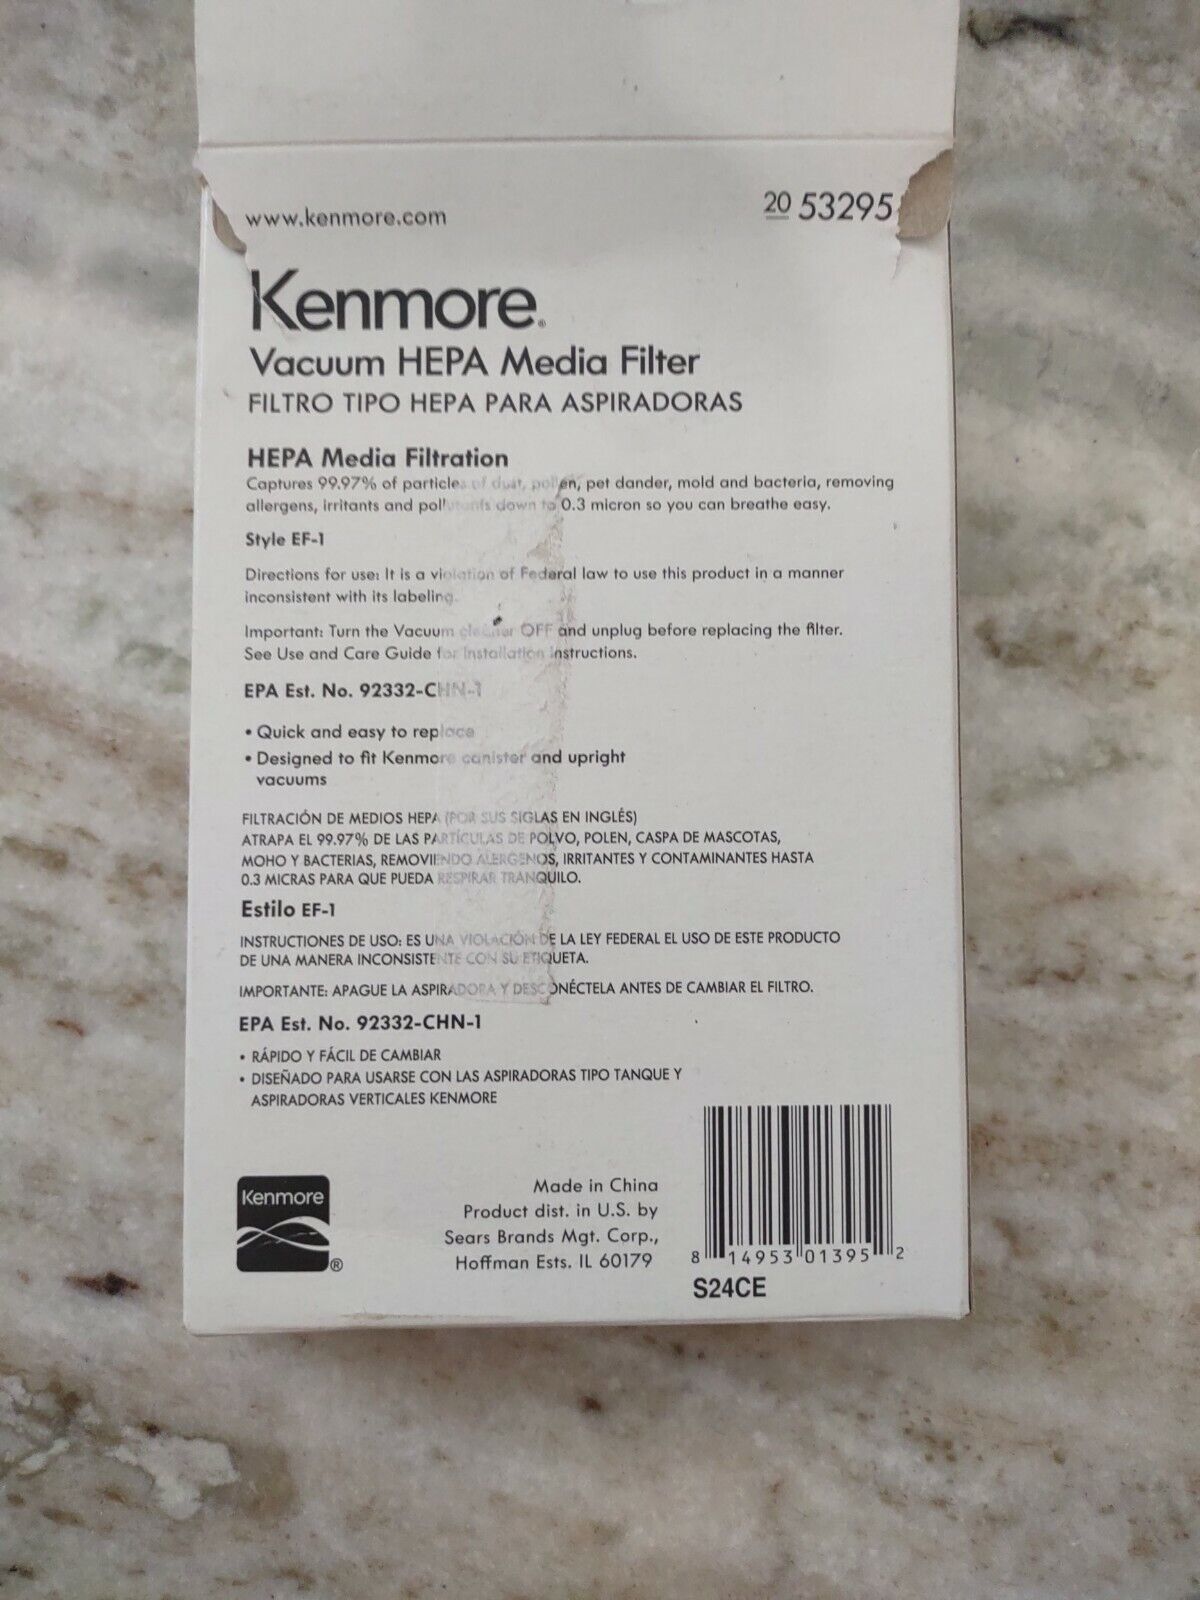 www.kenmore.com
20 53295
Kenmore®
Vacuum HEPA Media Filter
FILTRO TIPO HEPA PARA ASPIRADORAS
HEPA Media Filtration
Captures 99.97% of particles of dust, pollen, pet dander, mold and bacteria, removing
allergens, irritants and pollutants down to 0.3 micron so you can breathe easy.
Style EF-1
Directions for use: It is a violation of Federal law to use this product in a manner
inconsistent with its labeling.
Important: Turn the Vacuum cleaner OFF and unplug before replacing the filter.
See Use and Care Guide for installation instructions.
EPA Est. No. 92332-CHN-1
• Quick and easy to replace
• Designed to fit Kenmore canister and upright
vacuums
FILTRACIÓN DE MEDIOS HEPA (POR SUS SIGLAS EN INGLÉS)
ATRAPA EL 99.97% DE LAS PARTÍCULAS DE POLVO, POLEN, CASPA DE MASCOTAS,
MOHO Y BACTERIAS, REMOVIENDO ALERGENOS, IRRITANTES Y CONTAMINANTES HASTA
0.3 MICRAS PARA QUE PUEDA RESPIRAR TRANQUILO.
Estilo EF-1
INSTRUCTIONES DE USO: ES UNA VIOLACIÓN DE LA LEY FEDERAL EL USO DE ESTE PRODUCTO
DE UNA MANERA INCONSISTENTE CON SU ETIQUETA.
IMPORTANTE: APAGUE LA ASPIRADORA Y DESCONÉCTELA ANTES DE CAMBIAR EL FILTRO.
EPA Est. No. 92332-CHN-1
• RÁPIDO Y FÁCIL DE CAMBIAR
• DISEÑADO PARA USARSE CON LAS ASPIRADORAS TIPO TANQUE Y
ASPIRADORAS VERTICALES KENMORE
Kenmore®
Made in China
Product dist. in U.S. by
Sears Brands Mgt. Corp.,
Hoffman Ests. IL 60179
8 14953 01395 2
S24CE